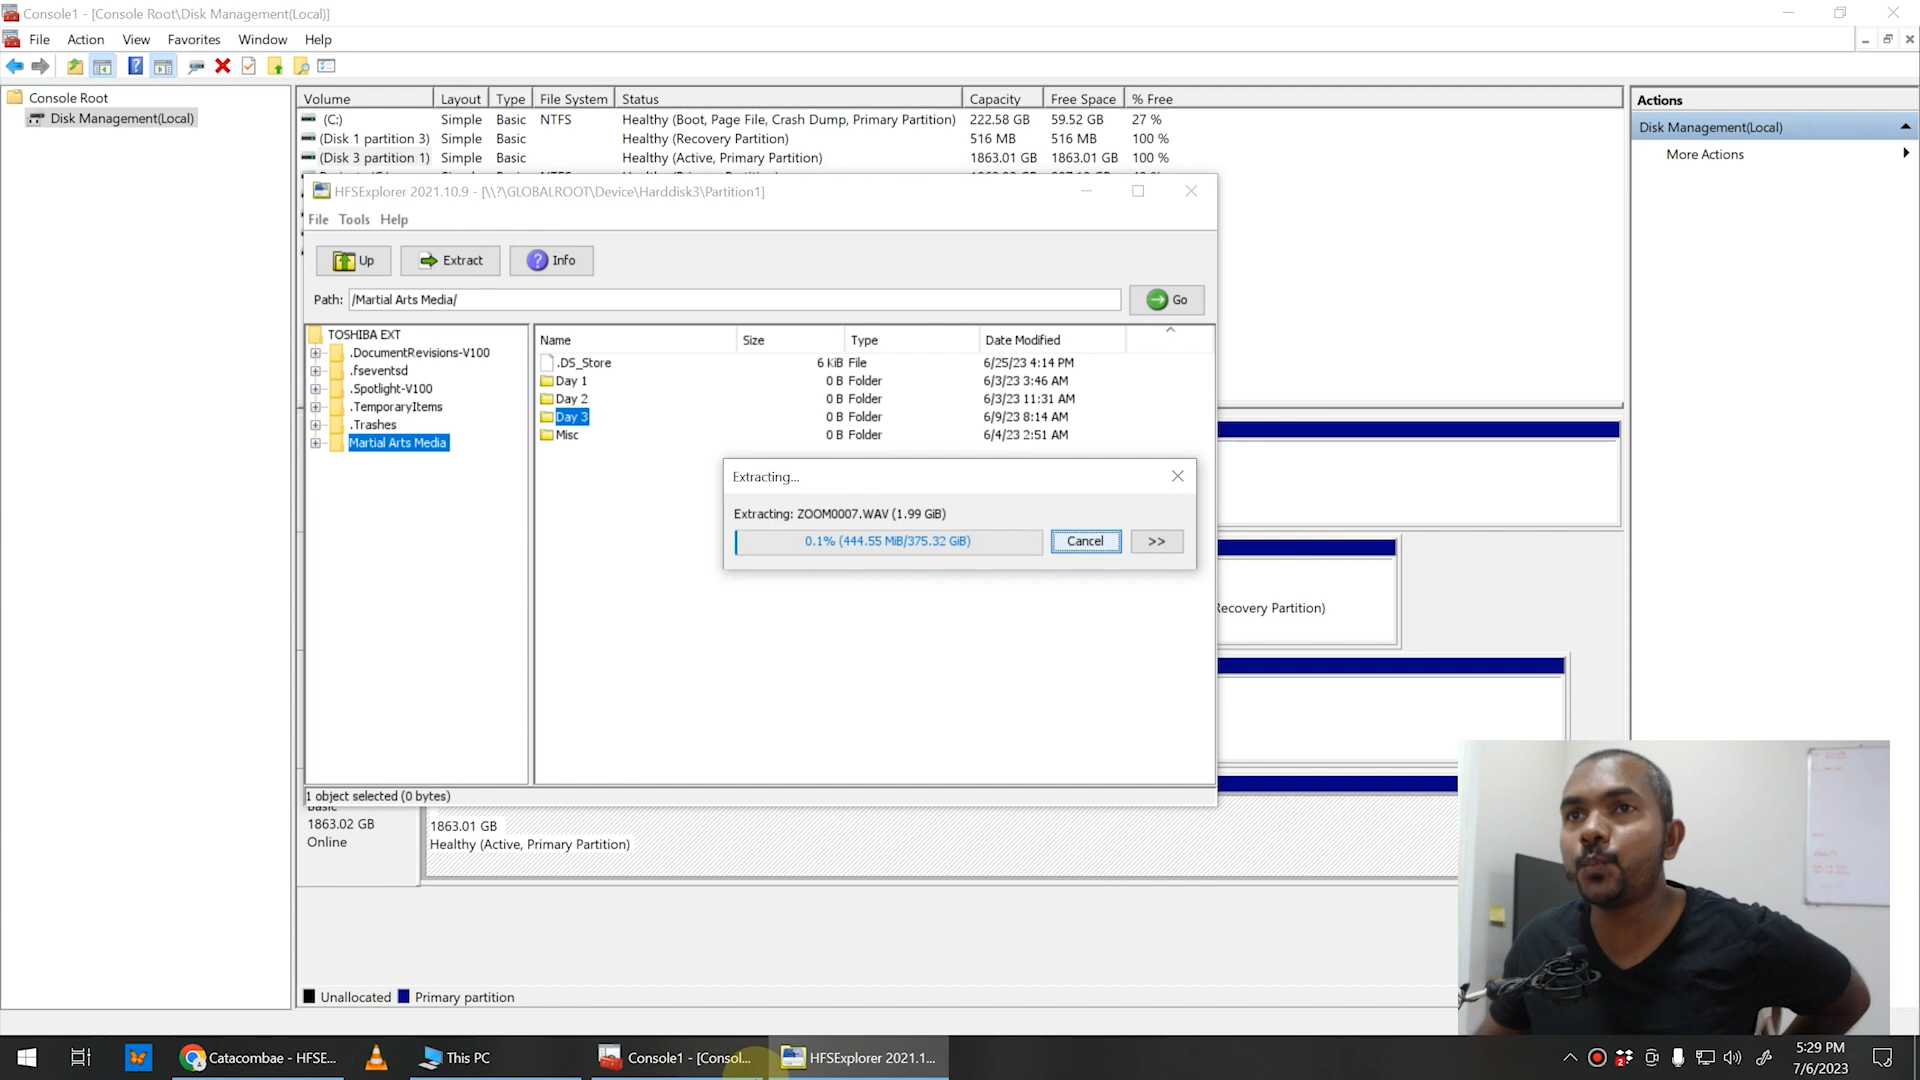 Console1 - [Console Root\Disk Management(Local)]
File Action View Favorites Window Help
Console Root
Disk Management(Local)
Volume Layout Type File System Status Capacity Free Space % Free
(C:) Simple Basic NTFS Healthy (Boot, Page File, Crash Dump, Primary Partition) 222.58 GB 59.52 GB 27 %
(Disk 1 partition 3) Simple Basic Healthy (Recovery Partition) 516 MB 516 MB 100 %
(Disk 3 partition 1) Simple Basic Healthy (Active, Primary Partition) 1863.01 GB 1863.01 GB 100 %
Actions
Disk Management(Local)
More Actions
HFSExplorer 2021.10.9 - [\\?\GLOBALROOT\Device\Harddisk3\Partition1]
File Tools Help
Up Extract Info
Path: /Martial Arts Media/ Go
TOSHIBA EXT
.DocumentRevisions-V100
.fseventsd
.Spotlight-V100
.TemporaryItems
.Trashes
Martial Arts Media
Name Size Type Date Modified
.DS_Store 6 KiB File 6/25/23 4:14 PM
Day 1 0 B Folder 6/3/23 3:46 AM
Day 2 0 B Folder 6/3/23 11:31 AM
Day 3 0 B Folder 6/9/23 8:14 AM
Misc 0 B Folder 6/4/23 2:51 AM
Extracting...
Extracting: ZOOM0007.WAV (1.99 GiB)
0.1% (444.55 MiB/375.32 GiB) Cancel >>
Recovery Partition)
1 object selected (0 bytes)
Basic
1863.02 GB
Online
1863.01 GB
Healthy (Active, Primary Partition)
Unallocated Primary partition
Catacombae - HFSE...
This PC
Console1 - [Consol...
HFSExplorer 2021.1...
5:29 PM
7/6/2023